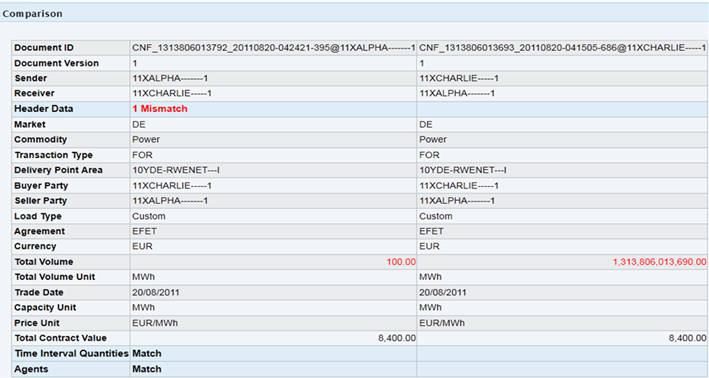 Comparison
Document ID CNF_1313806013792_20110820-042421-395@11XALPHA-------1 CNF_1313806013693_20110820-041505-686@11XCHARLIE-----1
Document Version 1 1
Sender 11XALPHA-------1 11XCHARLIE-----1
Receiver 11XCHARLIE-----1 11XALPHA-------1
Header Data 1 Mismatch
Market DE DE
Commodity Power Power
Transaction Type FOR FOR
Delivery Point Area 10YDE-RWENET---I 10YDE-RWENET---I
Buyer Party 11XCHARLIE-----1 11XCHARLIE-----1
Seller Party 11XALPHA-------1 11XALPHA-------1
Load Type Custom Custom
Agreement EFET EFET
Currency EUR EUR
Total Volume 100.00 1,313,806,013,690.00
Total Volume Unit MWh MWh
Trade Date 20/08/2011 20/08/2011
Capacity Unit MWh MWh
Price Unit EUR/MWh EUR/MWh
Total Contract Value 8,400.00 8,400.00
Time Interval Quantities Match
Agents Match